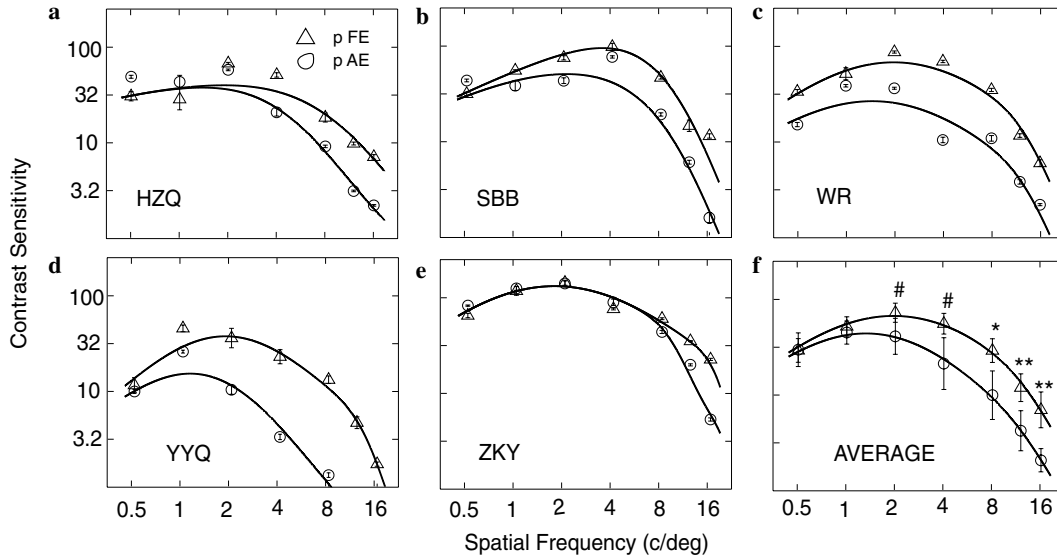 a
b
c
p FE
p AE
100
32
10
3.2
HZQ
SBB
WR
Contrast Sensitivity
d
e
f
# # * ** **
100
32
10
3.2
YYQ
ZKY
AVERAGE
0.5 1 2 4 8 16
0.5 1 2 4 8 16
0.5 1 2 4 8 16
Spatial Frequency (c/deg)